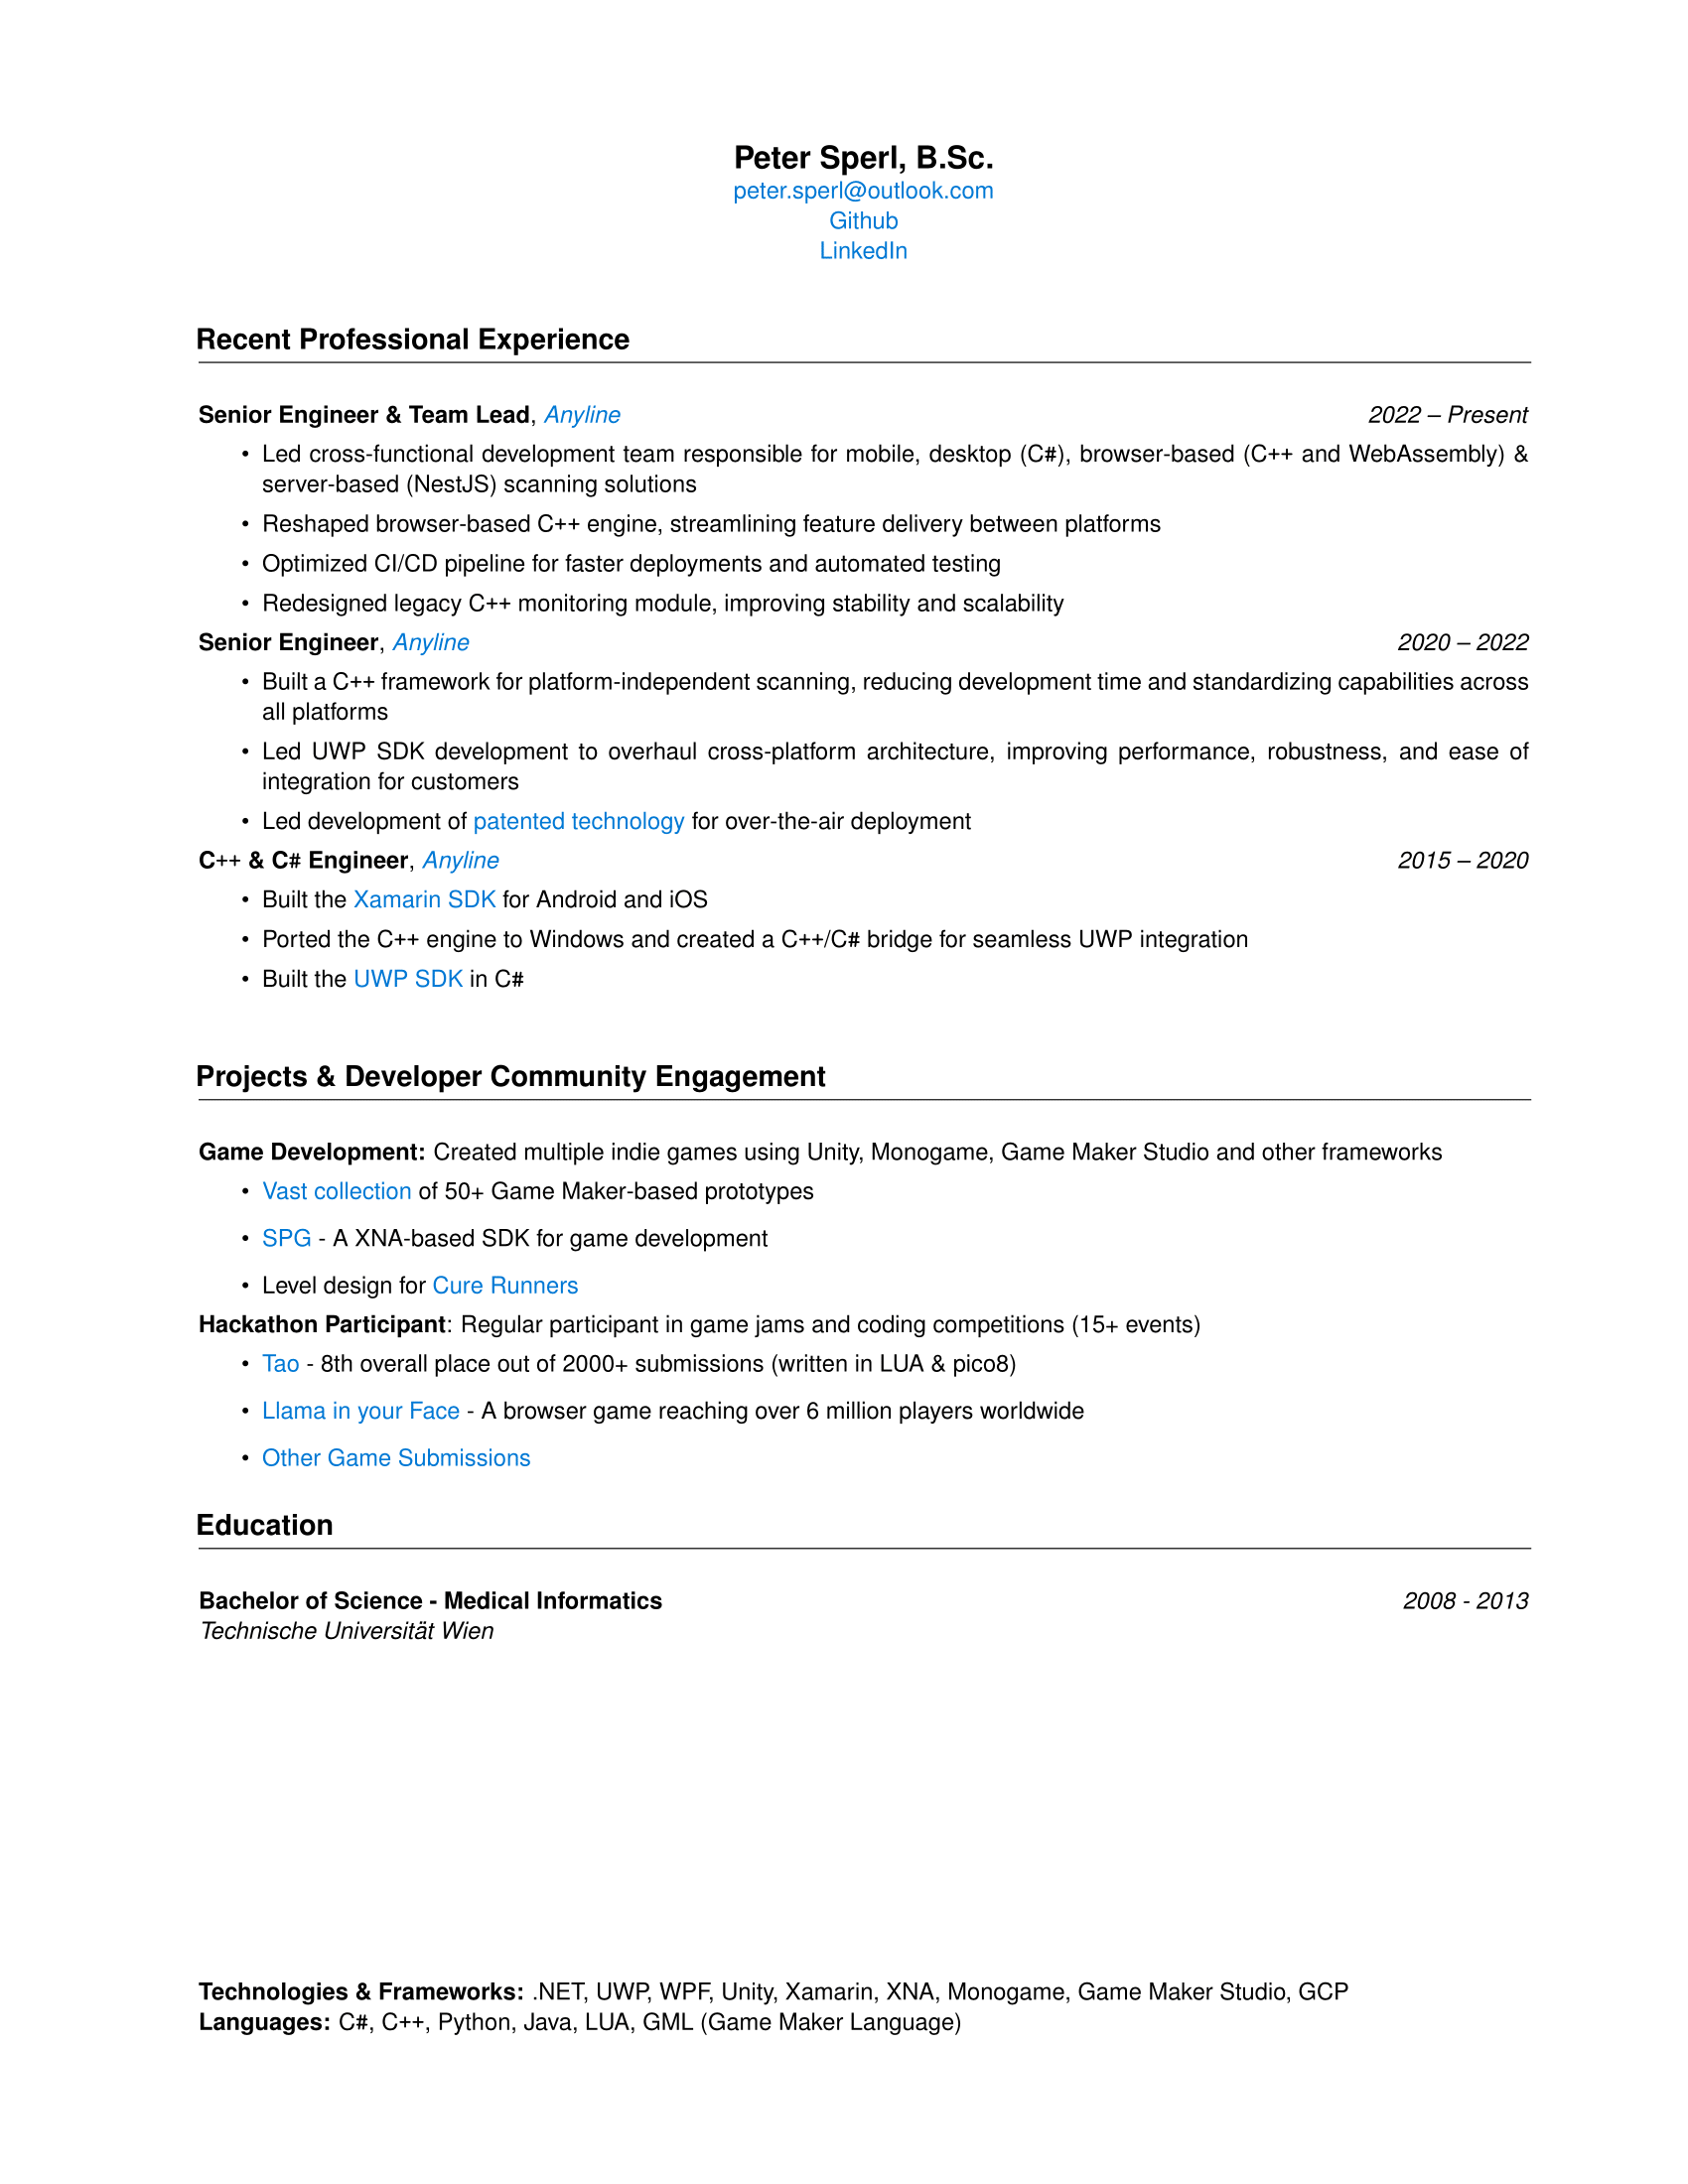 Peter Sperl, B.Sc.
peter.sperl@outlook.com
Github
LinkedIn
Recent Professional Experience
Senior Engineer & Team Lead, Anyline 2022 – Present
• Led cross-functional development team responsible for mobile, desktop (C#), browser-based (C++ and WebAssembly) &
server-based (NestJS) scanning solutions
• Reshaped browser-based C++ engine, streamlining feature delivery between platforms
• Optimized CI/CD pipeline for faster deployments and automated testing
• Redesigned legacy C++ monitoring module, improving stability and scalability
Senior Engineer, Anyline 2020 – 2022
• Built a C++ framework for platform-independent scanning, reducing development time and standardizing capabilities across
all platforms
• Led UWP SDK development to overhaul cross-platform architecture, improving performance, robustness, and ease of
integration for customers
• Led development of patented technology for over-the-air deployment
C++ & C# Engineer, Anyline 2015 – 2020
• Built the Xamarin SDK for Android and iOS
• Ported the C++ engine to Windows and created a C++/C# bridge for seamless UWP integration
• Built the UWP SDK in C#
Projects & Developer Community Engagement
Game Development: Created multiple indie games using Unity, Monogame, Game Maker Studio and other frameworks
• Vast collection of 50+ Game Maker-based prototypes
• SPG - A XNA-based SDK for game development
• Level design for Cure Runners
Hackathon Participant: Regular participant in game jams and coding competitions (15+ events)
• Tao - 8th overall place out of 2000+ submissions (written in LUA & pico8)
• Llama in your Face - A browser game reaching over 6 million players worldwide
• Other Game Submissions
Education
Bachelor of Science - Medical Informatics 2008 - 2013
Technische Universität Wien
Technologies & Frameworks: .NET, UWP, WPF, Unity, Xamarin, XNA, Monogame, Game Maker Studio, GCP
Languages: C#, C++, Python, Java, LUA, GML (Game Maker Language)